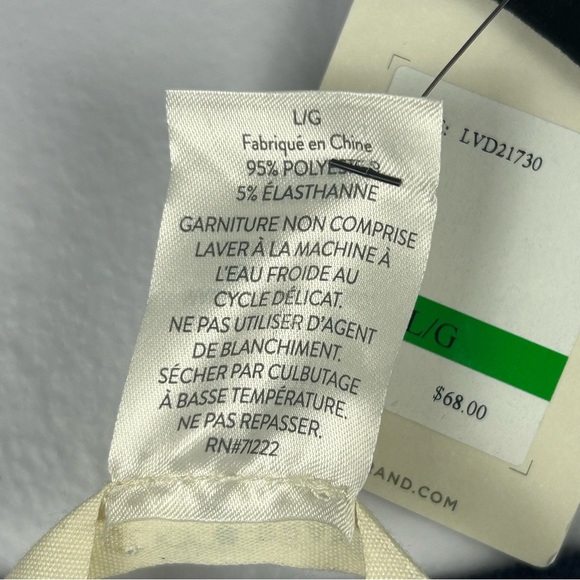 L/G
Fabriqué en Chine
95% POLYESTER
5% ÉLASTHANNE
GARNITURE NON COMPRISE
LAVER À LA MACHINE À
L'EAU FROIDE AU
CYCLE DÉLICAT.
NE PAS UTILISER D'AGENT
DE BLANCHIMENT.
SÉCHER PAR CULBUTAGE
À BASSE TEMPÉRATURE.
NE PAS REPASSER.
RN#71222
: LVD21730
L/G
$68.00
AND.COM